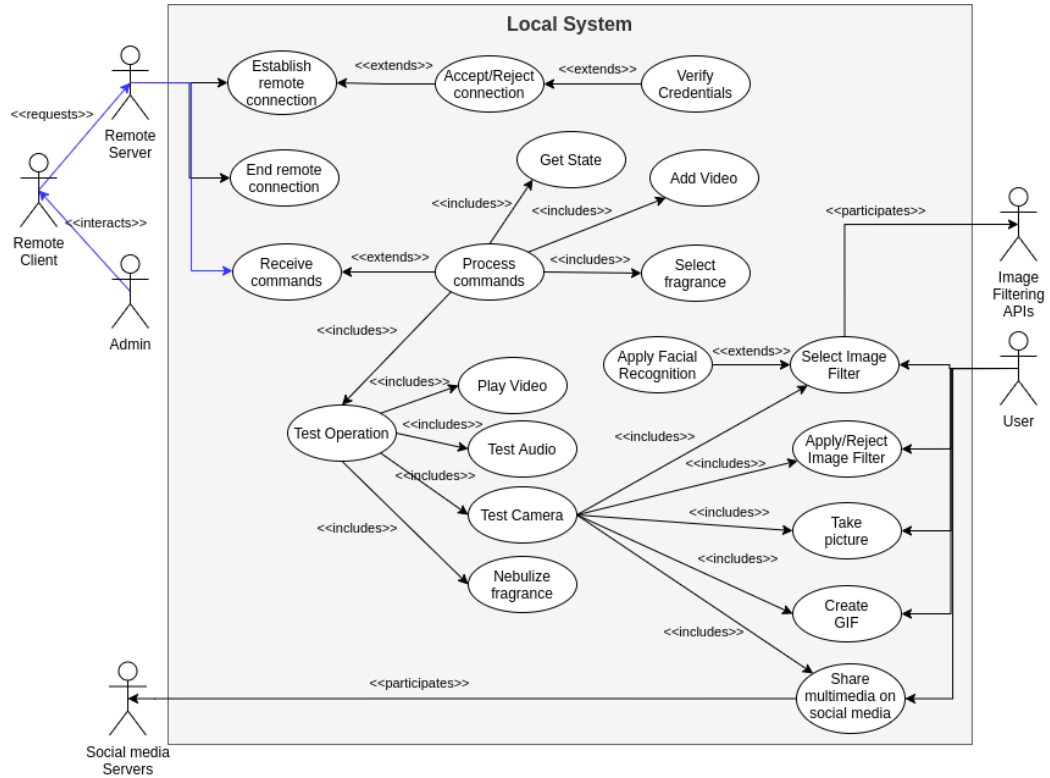 Local System
Establish
remote
connection
<<extends>>
Accept/Reject
connection
<<extends>>
Verify
Credentials
<<requests>>
Remote
Server
End remote
connection
Get State
Add Video
<<includes>>
<<includes>>
<<participates>>
Remote
Client
<<interacts>>
Receive
commands
<<extends>>
Process
commands
<<includes>>
Select
fragrance
Image
Filtering
APIs
Admin
<<includes>>
Apply Facial
Recognition
<<extends>>
Select Image
Filter
User
<<includes>>
Play Video
Test Operation
<<includes>>
Test Audio
<<includes>>
Apply/Reject
Image Filter
<<includes>>
<<includes>>
Test Camera
<<includes>>
Take
picture
<<includes>>
Nebulize
fragrance
<<includes>>
Create
GIF
<<includes>>
Share
multimedia on
social media
<<participates>>
Social media
Servers